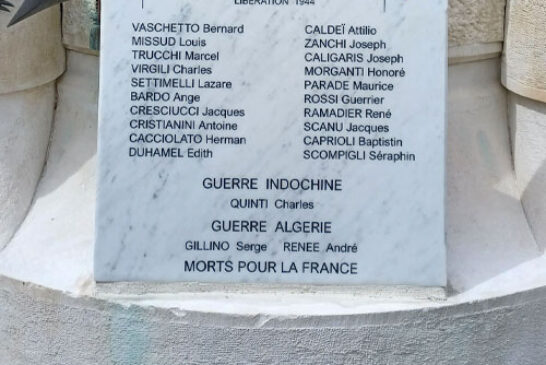 LIBERATION 1944
VASCHETTO Bernard
MISSUD Louis
TRUCCHI Marcel
VIRGILI Charles
SETTIMELLI Lazare
BARDO Ange
CRESCIUCCI Jacques
CRISTIANINI Antoine
CACCIOLATO Herman
DUHAMEL Edith
CALDEÏ Attilio
ZANCHI Joseph
CALIGARIS Joseph
MORGANTI Honoré
PARADE Maurice
ROSSI Guerrier
RAMADIER René
SCANU Jacques
CAPRIOLI Baptistin
SCOMPIGLI Séraphin
GUERRE INDOCHINE
QUINTI Charles
GUERRE ALGERIE
GILLINO Serge RENEE André
MORTS POUR LA FRANCE